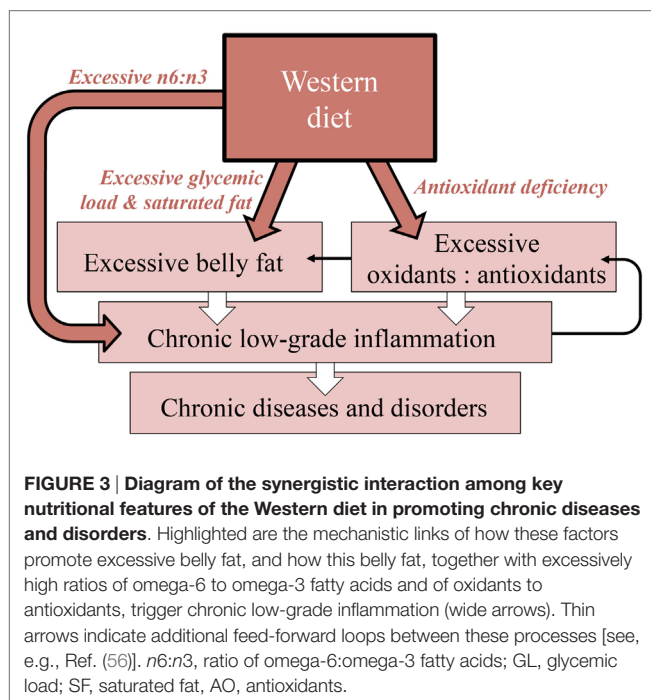 Excessive n6:n3
Western
diet
Excessive glycemic
load & saturated fat
Antioxidant deficiency
Excessive belly fat
Excessive
oxidants : antioxidants
Chronic low-grade inflammation
Chronic diseases and disorders
FIGURE 3 | Diagram of the synergistic interaction among key
nutritional features of the Western diet in promoting chronic diseases
and disorders. Highlighted are the mechanistic links of how these factors
promote excessive belly fat, and how this belly fat, together with excessively
high ratios of omega-6 to omega-3 fatty acids and of oxidants to
antioxidants, trigger chronic low-grade inflammation (wide arrows). Thin
arrows indicate additional feed-forward loops between these processes [see,
e.g., Ref. (56)]. n6:n3, ratio of omega-6:omega-3 fatty acids; GL, glycemic
load; SF, saturated fat, AO, antioxidants.